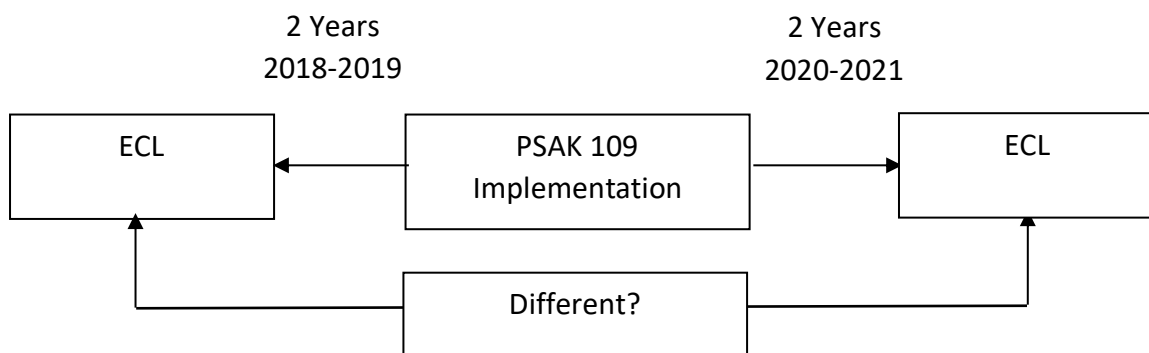 2 Years
2018-2019
2 Years
2020-2021
ECL
PSAK 109
Implementation
ECL
Different?